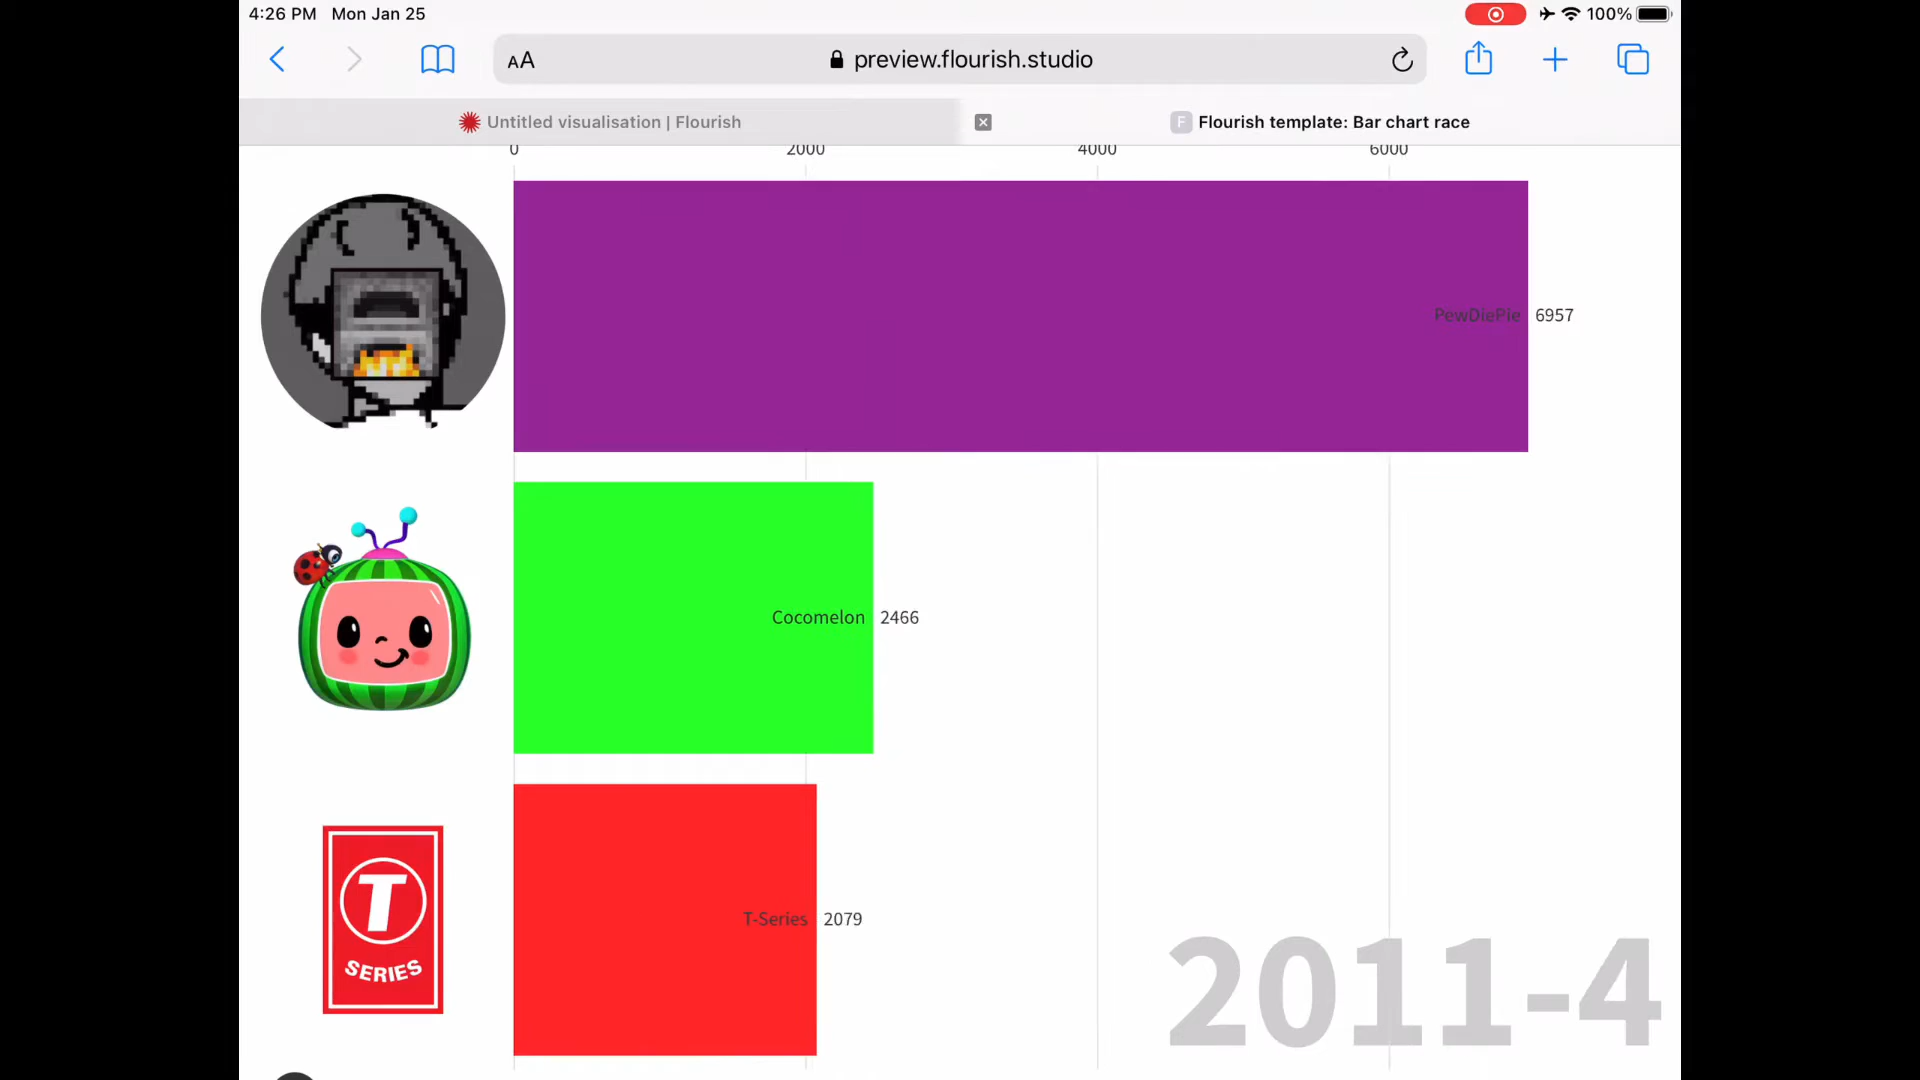 4:26 PM Mon Jan 25
100%
AA
preview.flourish.studio
Untitled visualisation | Flourish
F Flourish template: Bar chart race
0 2000 4000 6000
PewDiePie 6957
Cocomelon 2466
T
SERIES
T-Series 2079
2011-4